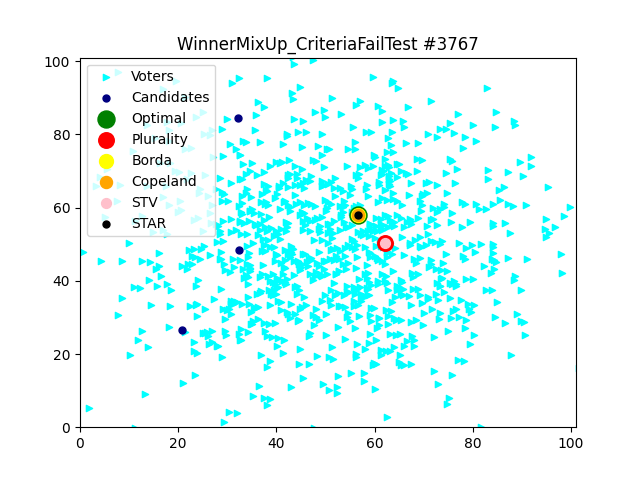 WinnerMixUp_CriteriaFailTest #3767
100
80
60
40
20
0
Voters
Candidates
Optimal
Plurality
Borda
Copeland
STV
STAR
0 20 40 60 80 100